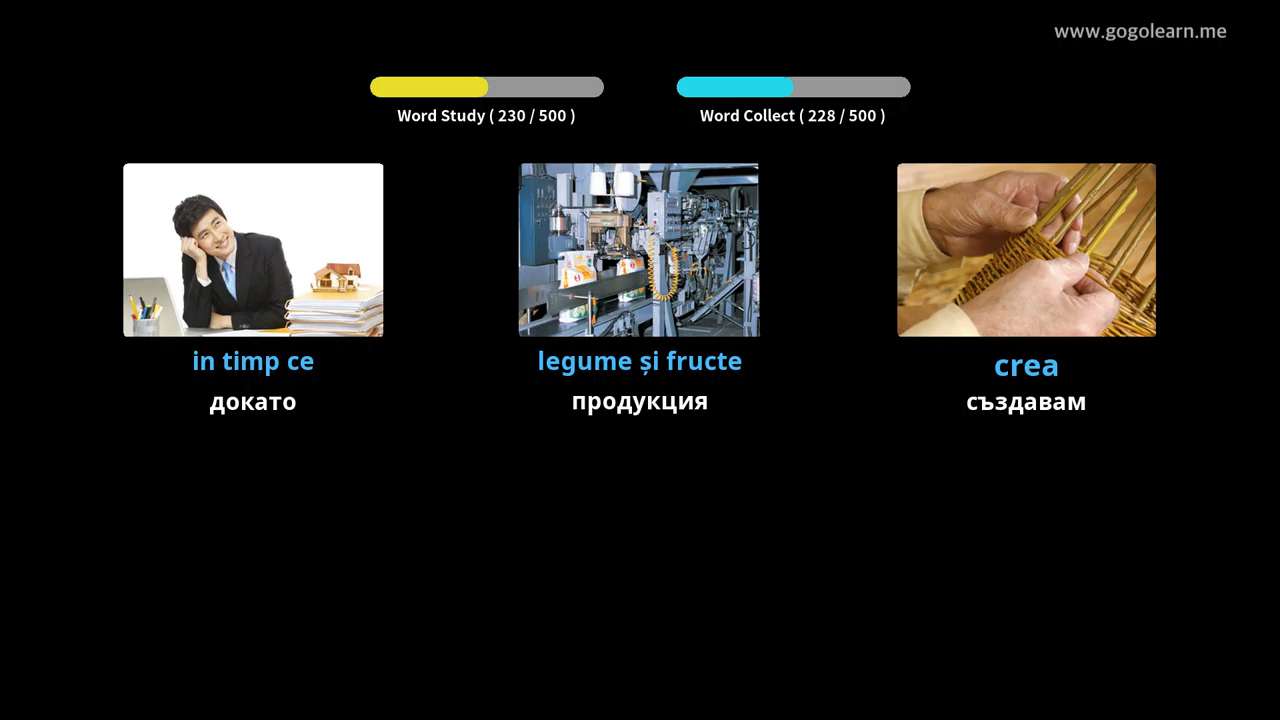 www.gogolearn.me
Word Study ( 230 / 500 )
Word Collect ( 228 / 500 )
in timp ce
legume și fructe
crea
докато
продукция
създавам